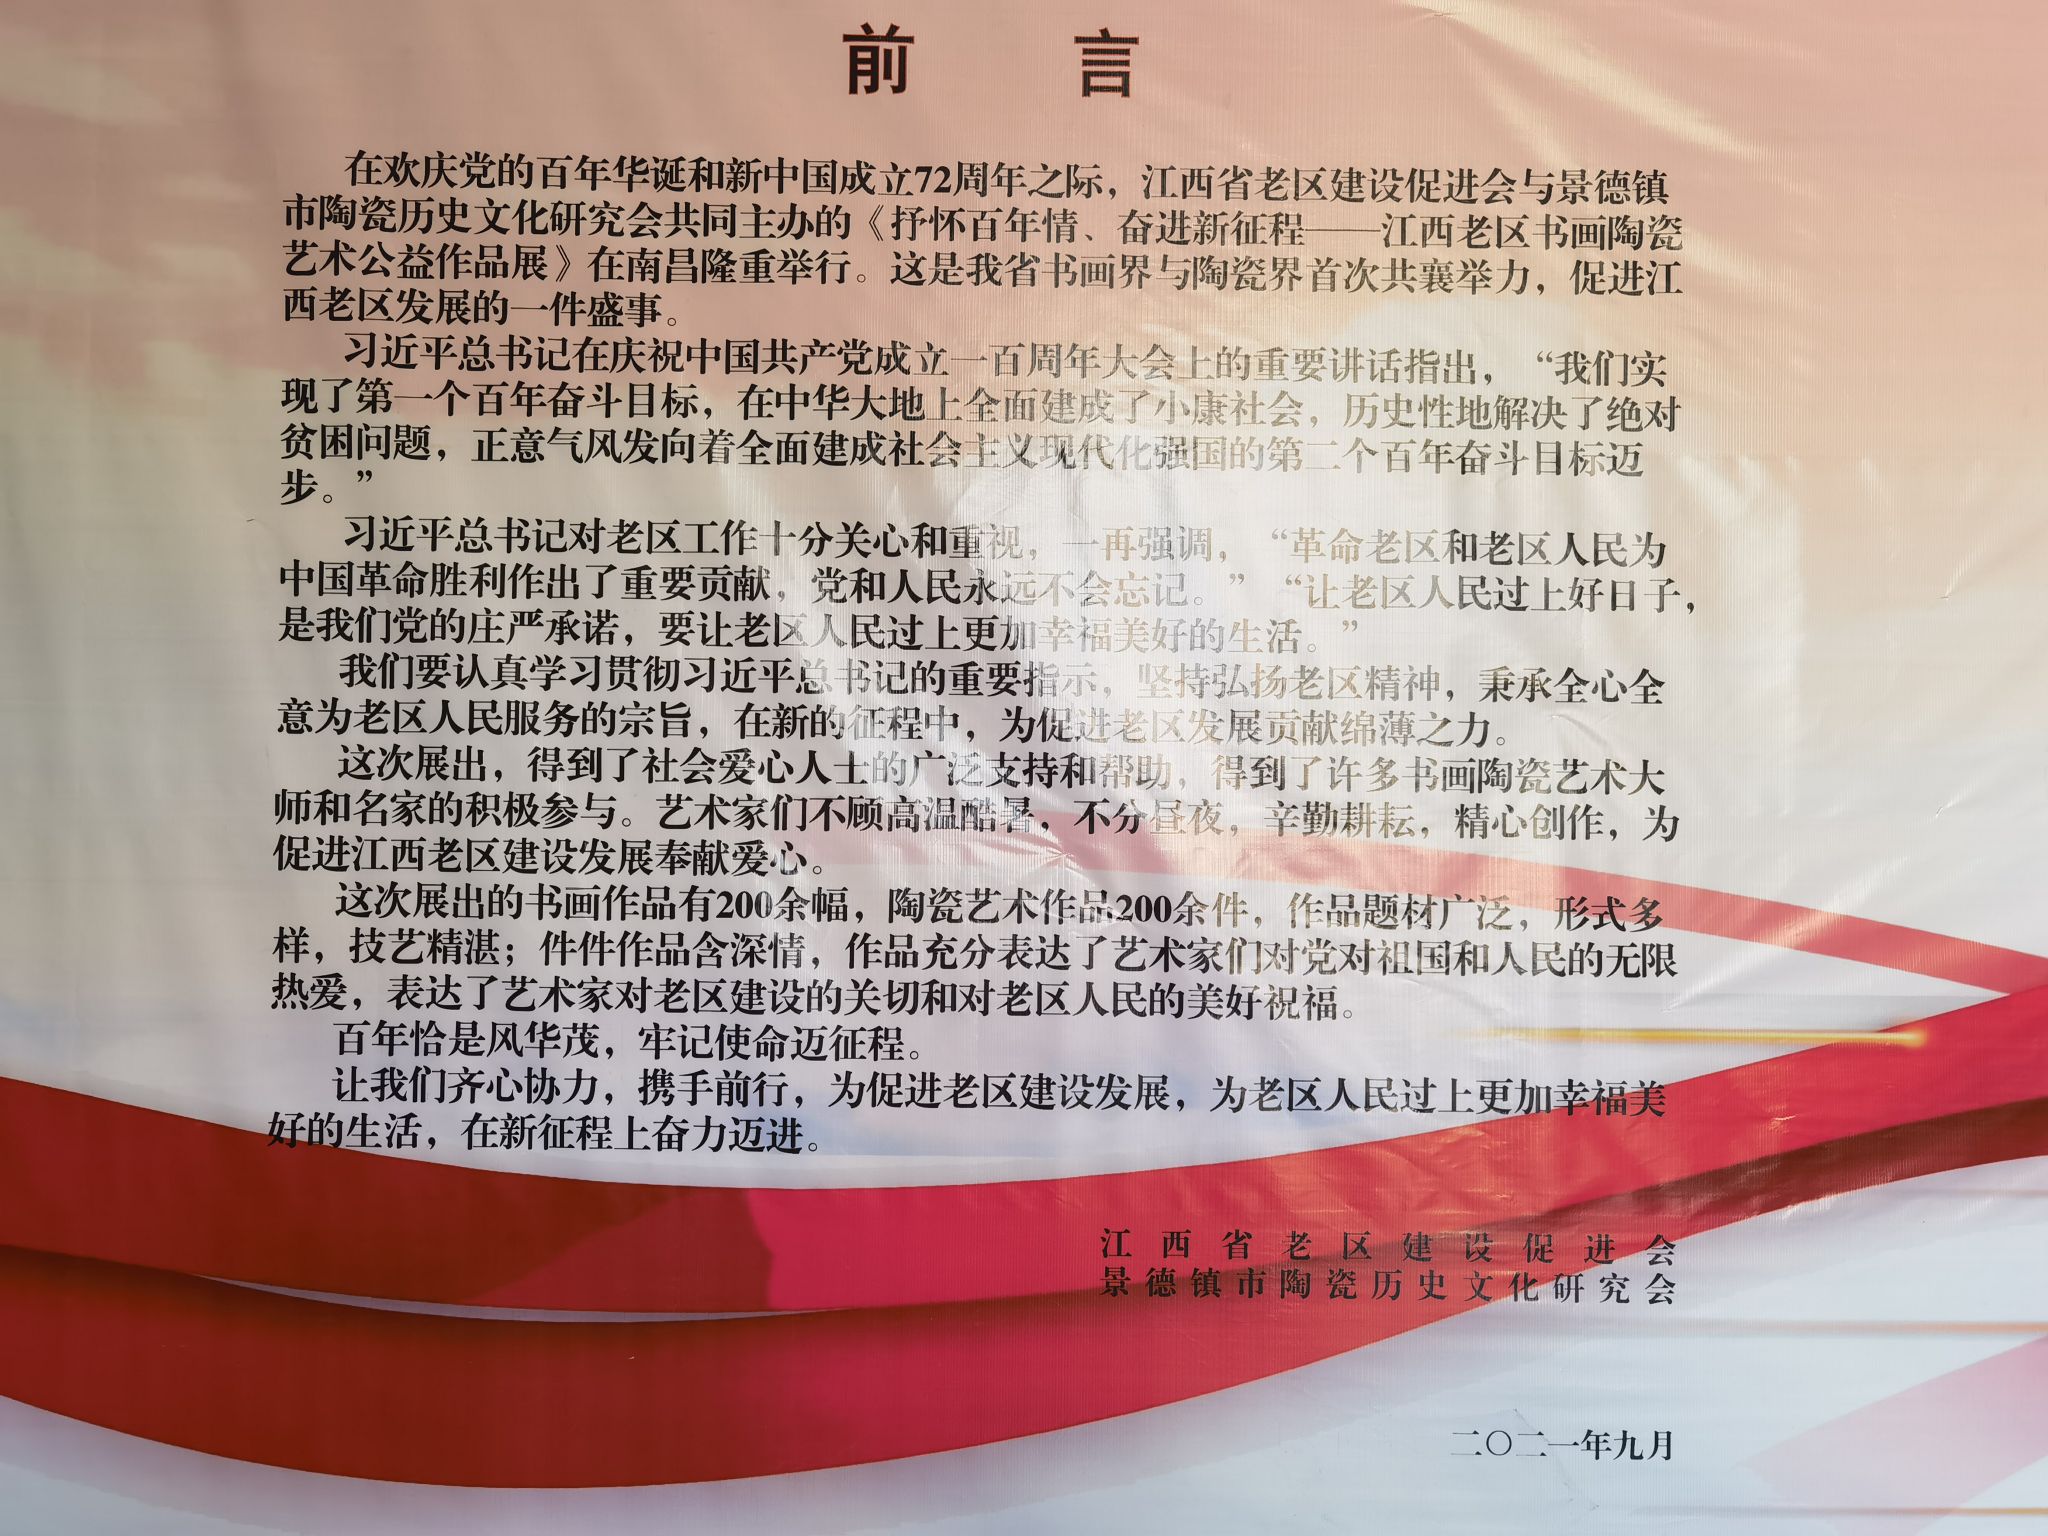 前言
在欢庆党的百年华诞和新中国成立72周年之际，江西省老区建设促进会与景德镇
市陶瓷历史文化研究会共同主办的《抒怀百年情、奋进新征程——江西老区书画陶瓷
艺术公益作品展》在南昌隆重举行。这是我省书画界与陶瓷界首次共襄举力，促进江
西老区发展的一件盛事。
习近平总书记在庆祝中国共产党成立一百周年大会上的重要讲话指出，“我们实
现了第一个百年奋斗目标，在中华大地上全面建成了小康社会，历史性地解决了绝对
贫困问题，正意气风发向着全面建成社会主义现代化强国的第二个百年奋斗目标迈
步。”
习近平总书记对老区工作十分关心和重视，一再强调，“革命老区和老区人民为
中国革命胜利作出了重要贡献，党和人民永远不会忘记。”“让老区人民过上好日子，
是我们党的庄严承诺，要让老区人民过上更加幸福美好的生活。”
我们要认真学习贯彻习近平总书记的重要指示，坚持弘扬老区精神，秉承全心全
意为老区人民服务的宗旨，在新的征程中，为促进老区发展贡献绵薄之力。
这次展出，得到了社会爱心人士的广泛支持和帮助，得到了许多书画陶瓷艺术大
师和名家的积极参与。艺术家们不顾高温酷暑，不分昼夜，辛勤耕耘，精心创作，为
促进江西老区建设发展奉献爱心。
这次展出的书画作品有200余幅，陶瓷艺术作品200余件，作品题材广泛，形式多
样，技艺精湛；件件作品含深情，作品充分表达了艺术家们对党对祖国和人民的无限
热爱，表达了艺术家对老区建设的关切和对老区人民的美好祝福。
百年恰是风华茂，牢记使命迈征程。
让我们齐心协力，携手前行，为促进老区建设发展，为老区人民过上更加幸福美
好的生活，在新征程上奋力迈进。
江西省老区建设促进会
景德镇市陶瓷历史文化研究会
二〇二一年九月